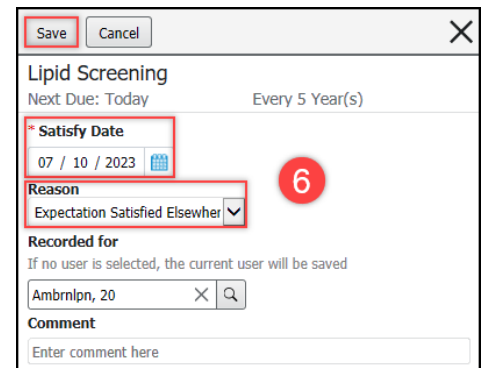 Save Cancel
Lipid Screening
Next Due: Today Every 5 Year(s)
* Satisfy Date
07 / 10 / 2023
6
Reason
Expectation Satisfied Elsewher
Recorded for
If no user is selected, the current user will be saved
Ambrnlpn, 20
Comment
Enter comment here